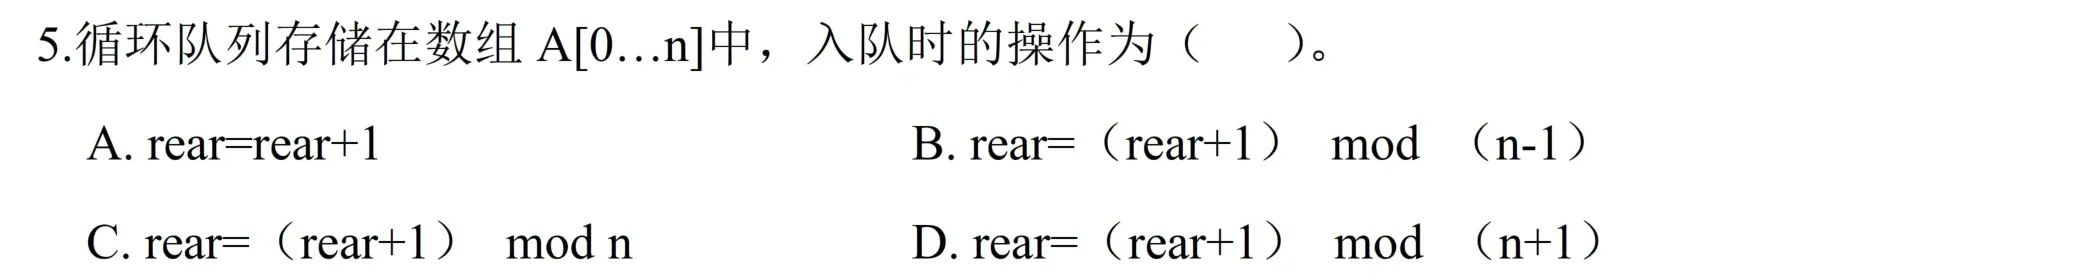 5.循环队列存储在数组 A[0…n]中，入队时的操作为（　　）。
A. rear=rear+1　　B. rear=（rear+1） mod （n-1）
C. rear=（rear+1） mod n　　D. rear=（rear+1） mod （n+1）